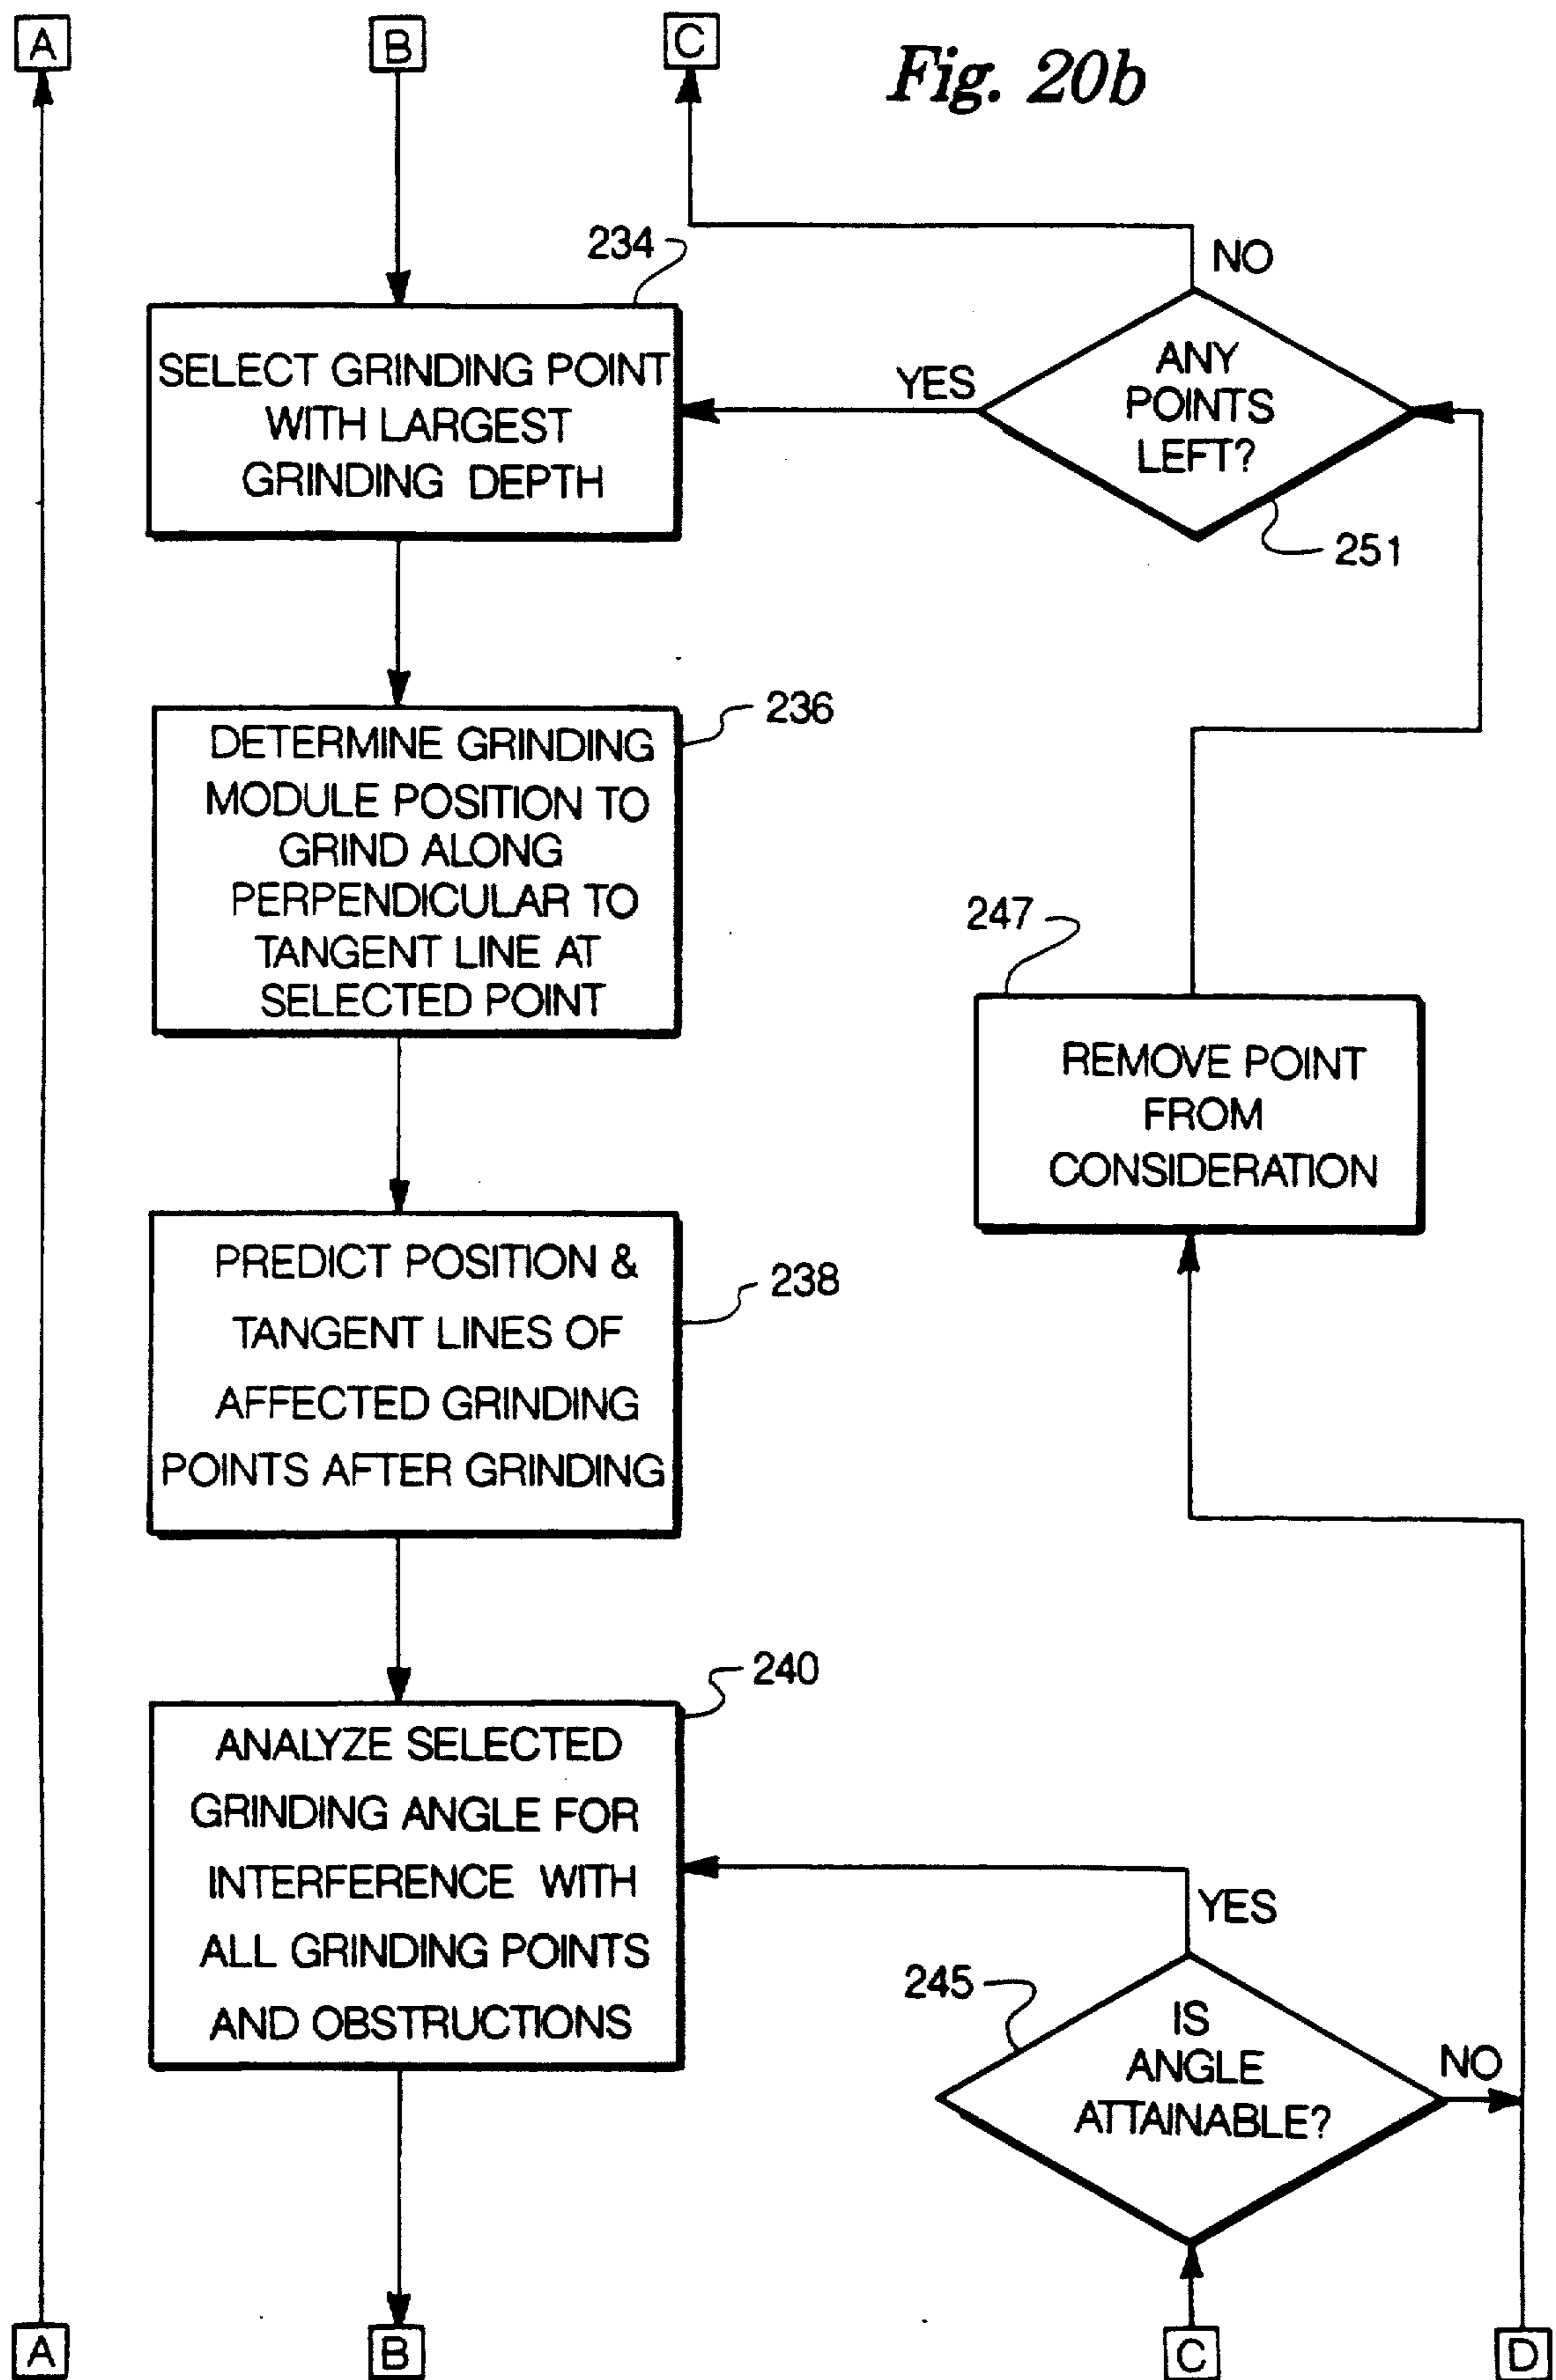 A
B
C
Fig. 20b
234
NO
SELECT GRINDING POINT
WITH LARGEST
GRINDING DEPTH
YES
ANY
POINTS
LEFT?
251
236
DETERMINE GRINDING
MODULE POSITION TO
GRIND ALONG
PERPENDICULAR TO
TANGENT LINE AT
SELECTED POINT
247
REMOVE POINT
FROM
CONSIDERATION
238
PREDICT POSITION &
TANGENT LINES OF
AFFECTED GRINDING
POINTS AFTER GRINDING
240
ANALYZE SELECTED
GRINDING ANGLE FOR
INTERFERENCE WITH
ALL GRINDING POINTS
AND OBSTRUCTIONS
YES
245
IS
ANGLE
ATTAINABLE?
NO
A
B
C
D